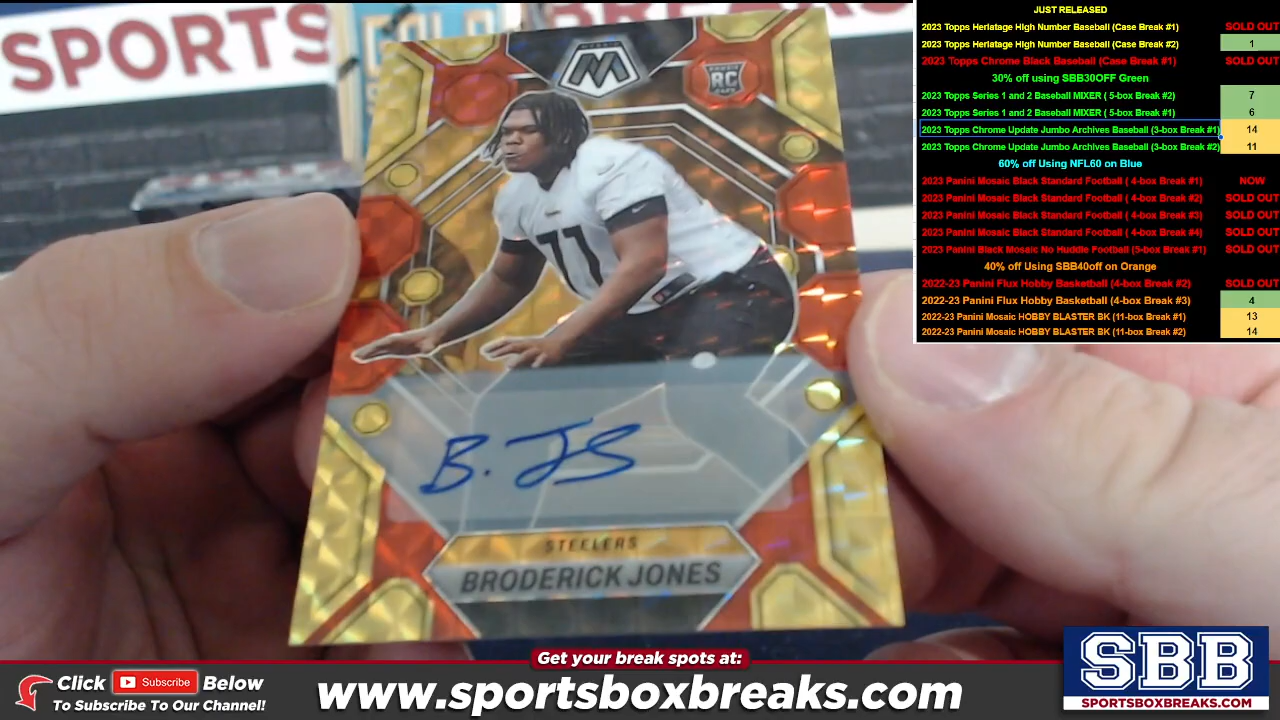 SPORTS
BREAKS
MOSAIC
RC
77
B. JS
STEELERS
BRODERICK JONES
JUST RELEASED
2023 Topps Heriatage High Number Baseball (Case Break #1) SOLD OUT
2023 Topps Heriatage High Number Baseball (Case Break #2) 1
2023 Topps Chrome Black Baseball (Case Break #1) SOLD OUT
30% off using SBB30OFF Green
2023 Topps Series 1 and 2 Baseball MIXER ( 5-box Break #2) 7
2023 Topps Series 1 and 2 Baseball MIXER ( 5-box Break #1) 6
2023 Topps Chrome Update Jumbo Archives Baseball (3-box Break #1) 14
2023 Topps Chrome Update Jumbo Archives Baseball (3-box Break #2) 11
60% off Using NFL60 on Blue
2023 Panini Mosaic Black Standard Football ( 4-box Break #1) NOW
2023 Panini Mosaic Black Standard Football ( 4-box Break #2) SOLD OUT
2023 Panini Mosaic Black Standard Football ( 4-box Break #3) SOLD OUT
2023 Panini Mosaic Black Standard Football ( 4-box Break #4) SOLD OUT
2023 Panini Black Mosaic No Huddle Football (5-box Break #1) SOLD OUT
40% off Using SBB40off on Orange
2022-23 Panini Flux Hobby Basketball (4-box Break #2) SOLD OUT
2022-23 Panini Flux Hobby Basketball (4-box Break #3) 4
2022-23 Panini Mosaic HOBBY BLASTER BK (11-box Break #1) 13
2022-23 Panini Mosaic HOBBY BLASTER BK (11-box Break #2) 14
Get your break spots at:
Click Subscribe Below
To Subscribe To Our Channel!
www.sportsboxbreaks.com
SBB
SPORTSBOXBREAKS.COM